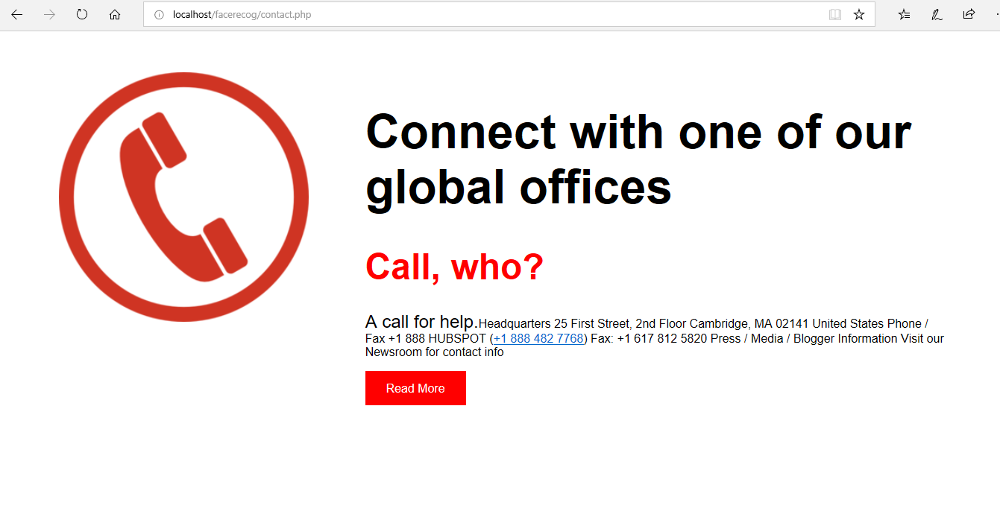 localhost/facerecog/contact.php
Connect with one of our
global offices
Call, who?
A call for help.Headquarters 25 First Street, 2nd Floor Cambridge, MA 02141 United States Phone /
Fax +1 888 HUBSPOT (+1 888 482 7768) Fax: +1 617 812 5820 Press / Media / Blogger Information Visit our
Newsroom for contact info
Read More